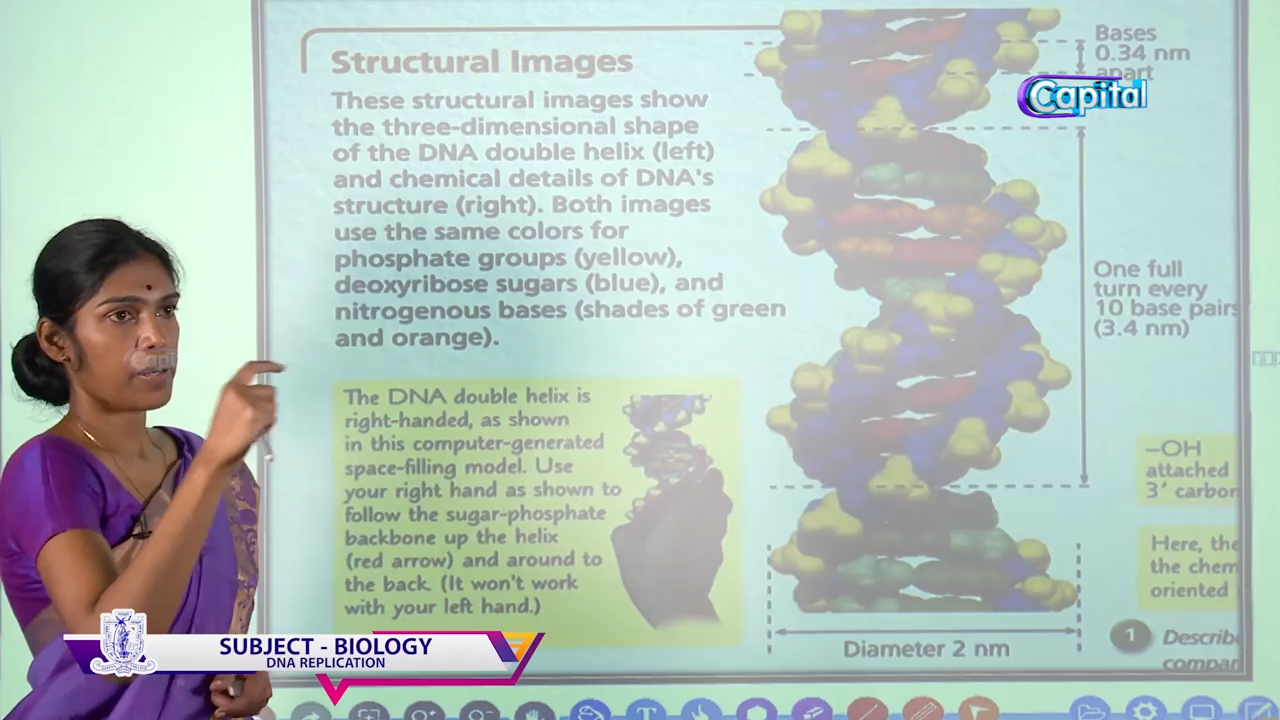 Structural Images
These structural images show
the three-dimensional shape
of the DNA double helix (left)
and chemical details of DNA's
structure (right). Both images
use the same colors for
phosphate groups (yellow),
deoxyribose sugars (blue), and
nitrogenous bases (shades of green
and orange).
The DNA double helix is
right-handed, as shown
in this computer-generated
space-filling model. Use
your right hand as shown to
follow the sugar-phosphate
backbone up the helix
(red arrow) and around to
the back. (It won't work
with your left hand.)
Bases
0.34 nm
apart
Capital
One full
turn every
10 base pairs
(3.4 nm)
–OH
attached
3′ carbon
Here, the
the chem
oriented
Diameter 2 nm
1 Describ
compar
SUBJECT - BIOLOGY
DNA REPLICATION